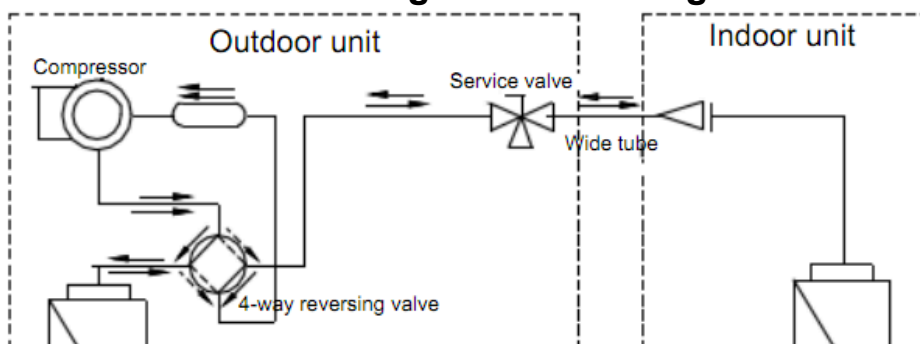 Outdoor unit
Indoor unit
Compressor
Service valve
Wide tube
4-way reversing valve